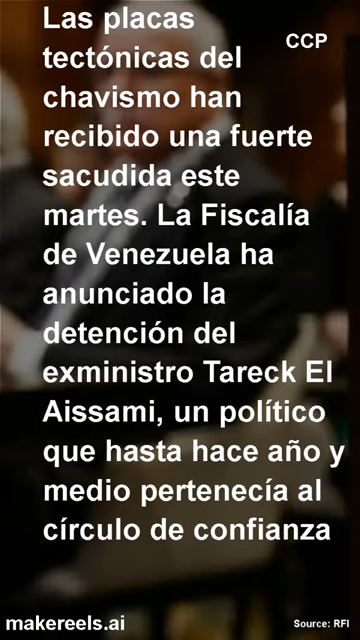 Las placas
tectónicas del
CCP
chavismo han
recibido una fuerte
sacudida este
martes. La Fiscalía
de Venezuela ha
anunciado la
detención del
exministro Tareck El
Aissami, un político
que hasta hace año y
medio pertenecía al
círculo de confianza
makereels.ai
Source: RFI